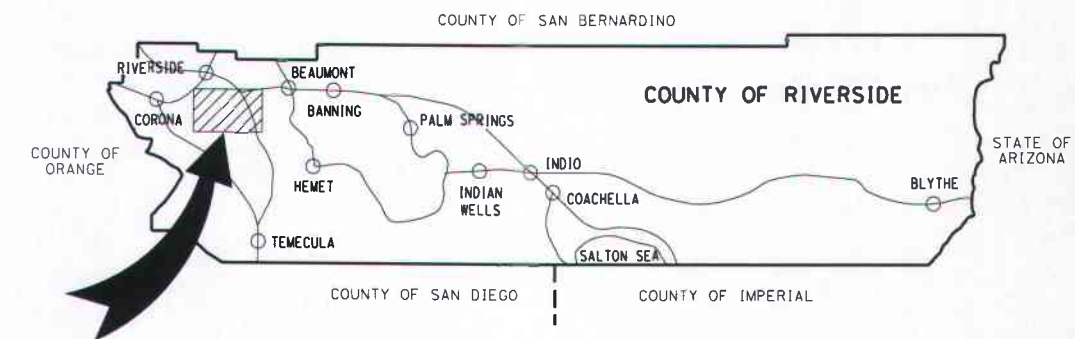 COUNTY OF SAN BERNARDINO
RIVERSIDE
BEAUMONT
COUNTY OF RIVERSIDE
CORONA
BANNING
PALM SPRINGS
COUNTY OF
ORANGE
STATE OF
ARIZONA
HEMET
INDIAN
WELLS
INDIO
COACHELLA
BLYTHE
TEMECULA
SALTON SEA
COUNTY OF SAN DIEGO
COUNTY OF IMPERIAL